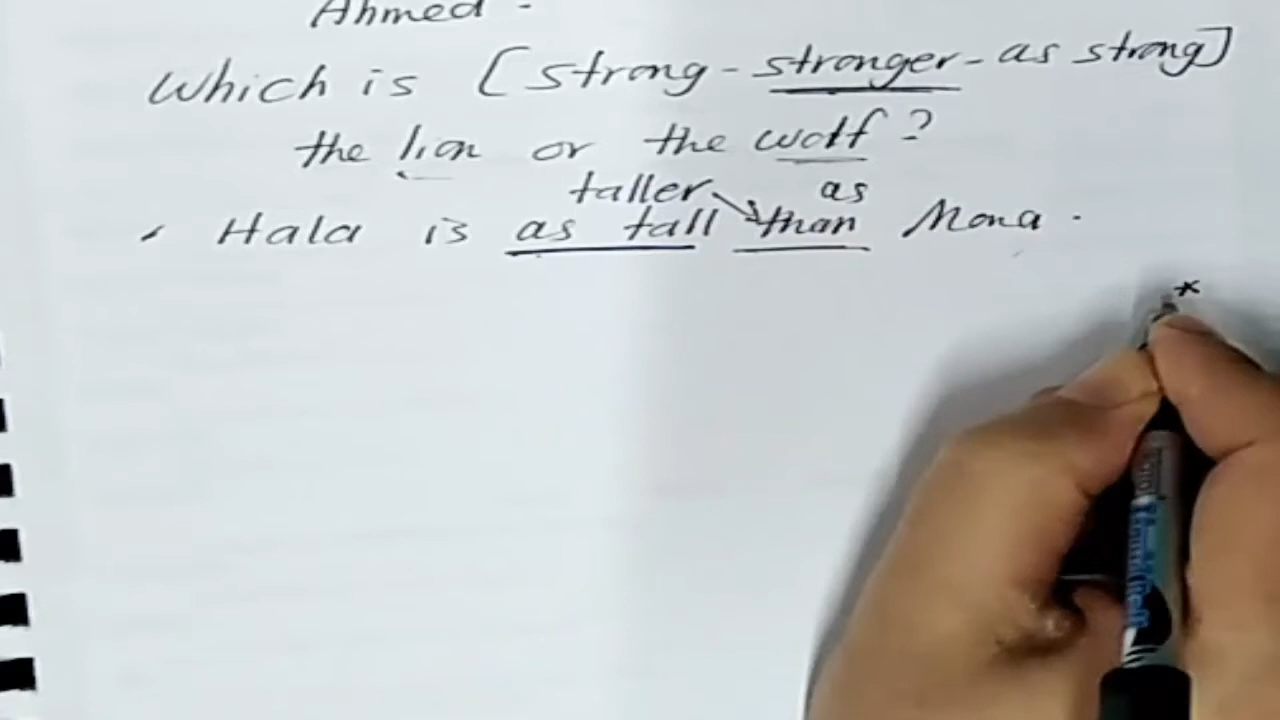 Ahmed.
Which is [strong - stronger - as strong]
the lion or the wolf?
taller as
Hala is as tall than Mona.
*